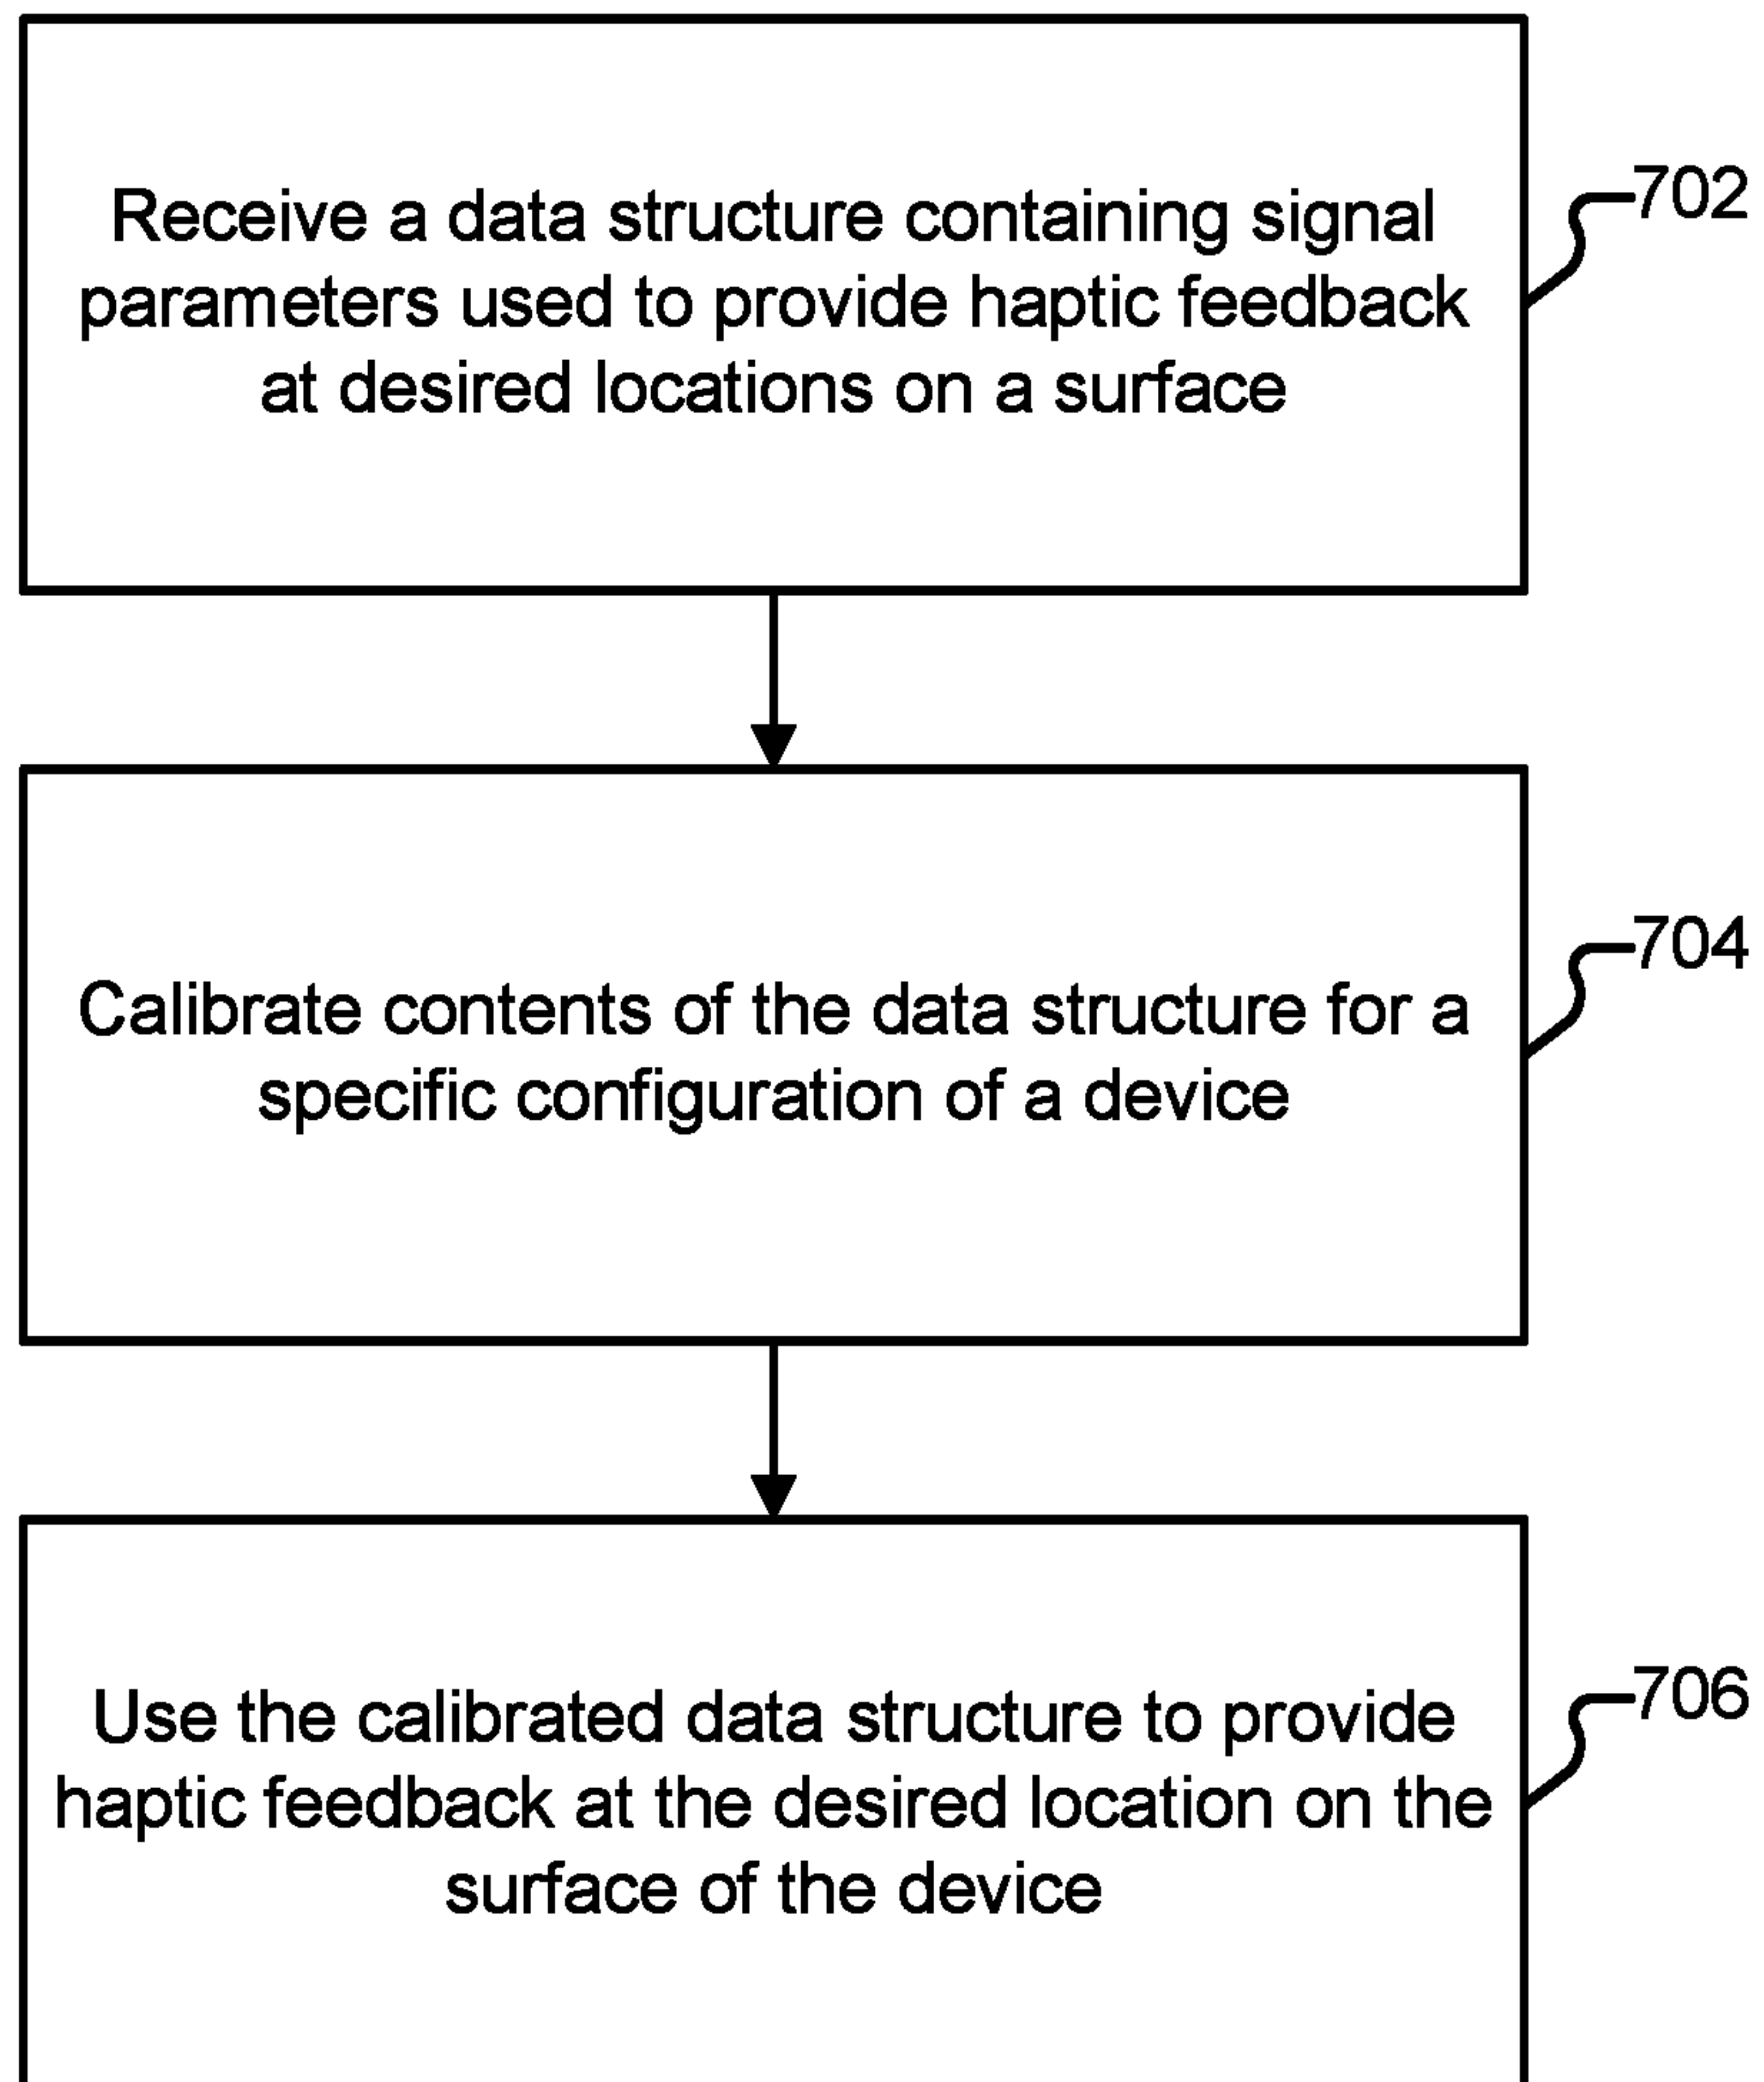 Receive a data structure containing signal
parameters used to provide haptic feedback
at desired locations on a surface
702
Calibrate contents of the data structure for a
specific configuration of a device
704
Use the calibrated data structure to provide
haptic feedback at the desired location on the
surface of the device
706